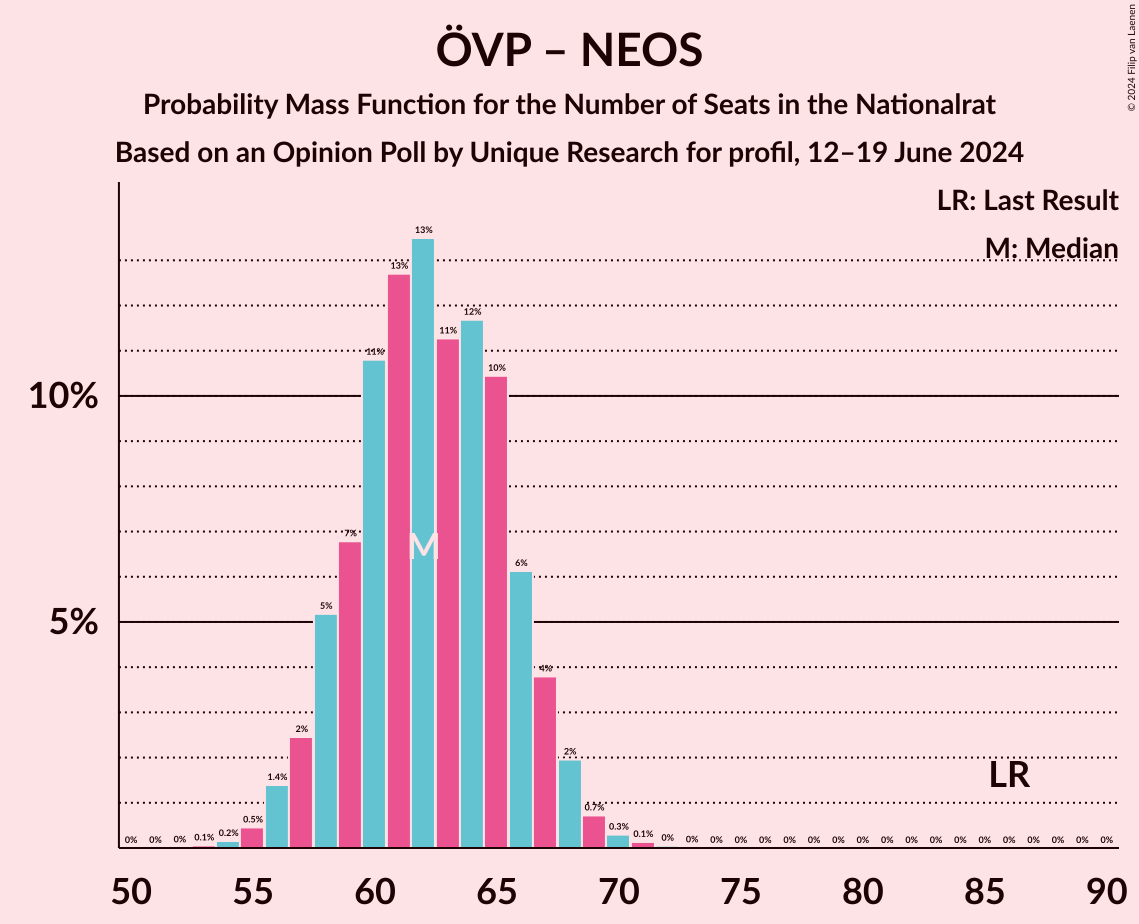 ÖVP – NEOS
Probability Mass Function for the Number of Seats in the Nationalrat
Based on an Opinion Poll by Unique Research for profil, 12–19 June 2024
© 2024 Filip van Laenen
LR: Last Result
M: Median
10%
5%
0% 0% 0% 0.1% 0.2% 0.5% 1.4% 2% 5% 7% 11% 13% 13% 11% 12% 10% 6% 4% 2% 0.7% 0.3% 0.1% 0% 0% 0% 0% 0% 0% 0% 0% 0% 0% 0% 0% 0% 0% 0% 0% 0% 0% 0%
M
LR
50 55 60 65 70 75 80 85 90